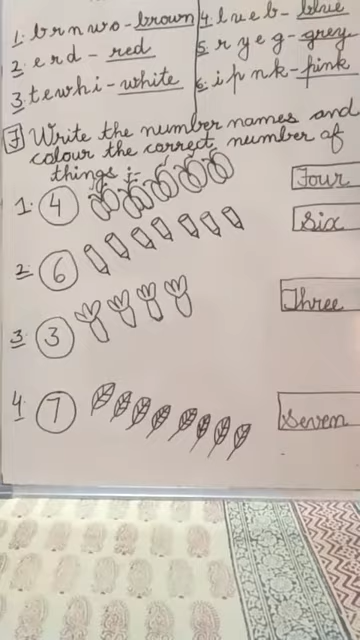 1. brnwo - brown
2. erd - red
3. tewhi - white
4. lueb - blue
5. ryeg - grey
6. ipnk - pink
J Write the number names and
colour the correct number of
things :-
1. 4 Four
2. 6 Six
3. 3 Three
4. 7 Seven